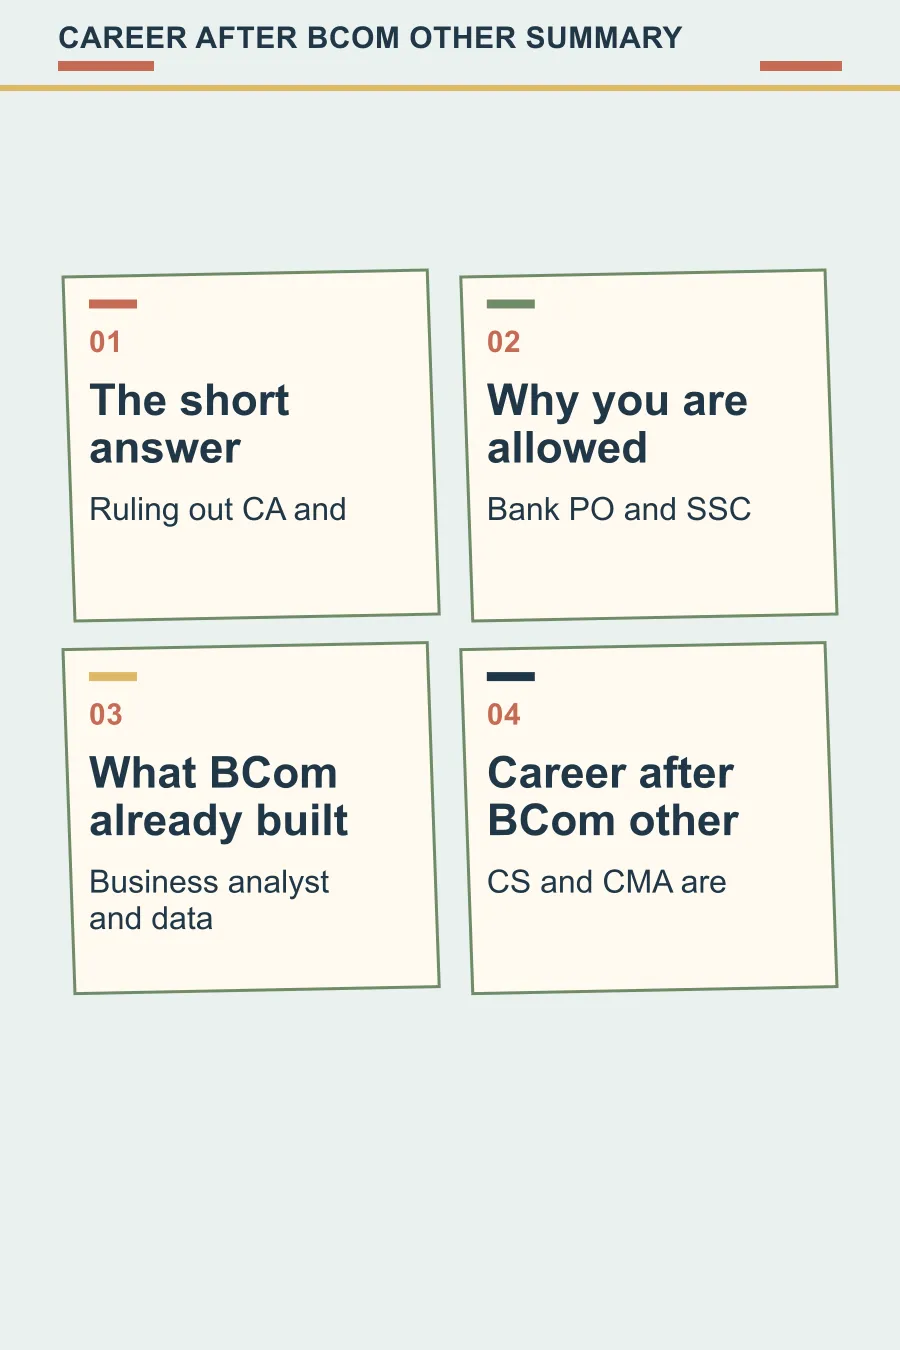 CAREER AFTER BCOM OTHER SUMMARY
01
The short
answer
Ruling out CA and
02
Why you are
allowed
Bank PO and SSC
03
What BCom
already built
Business analyst
and data
04
Career after
BCom other
CS and CMA are